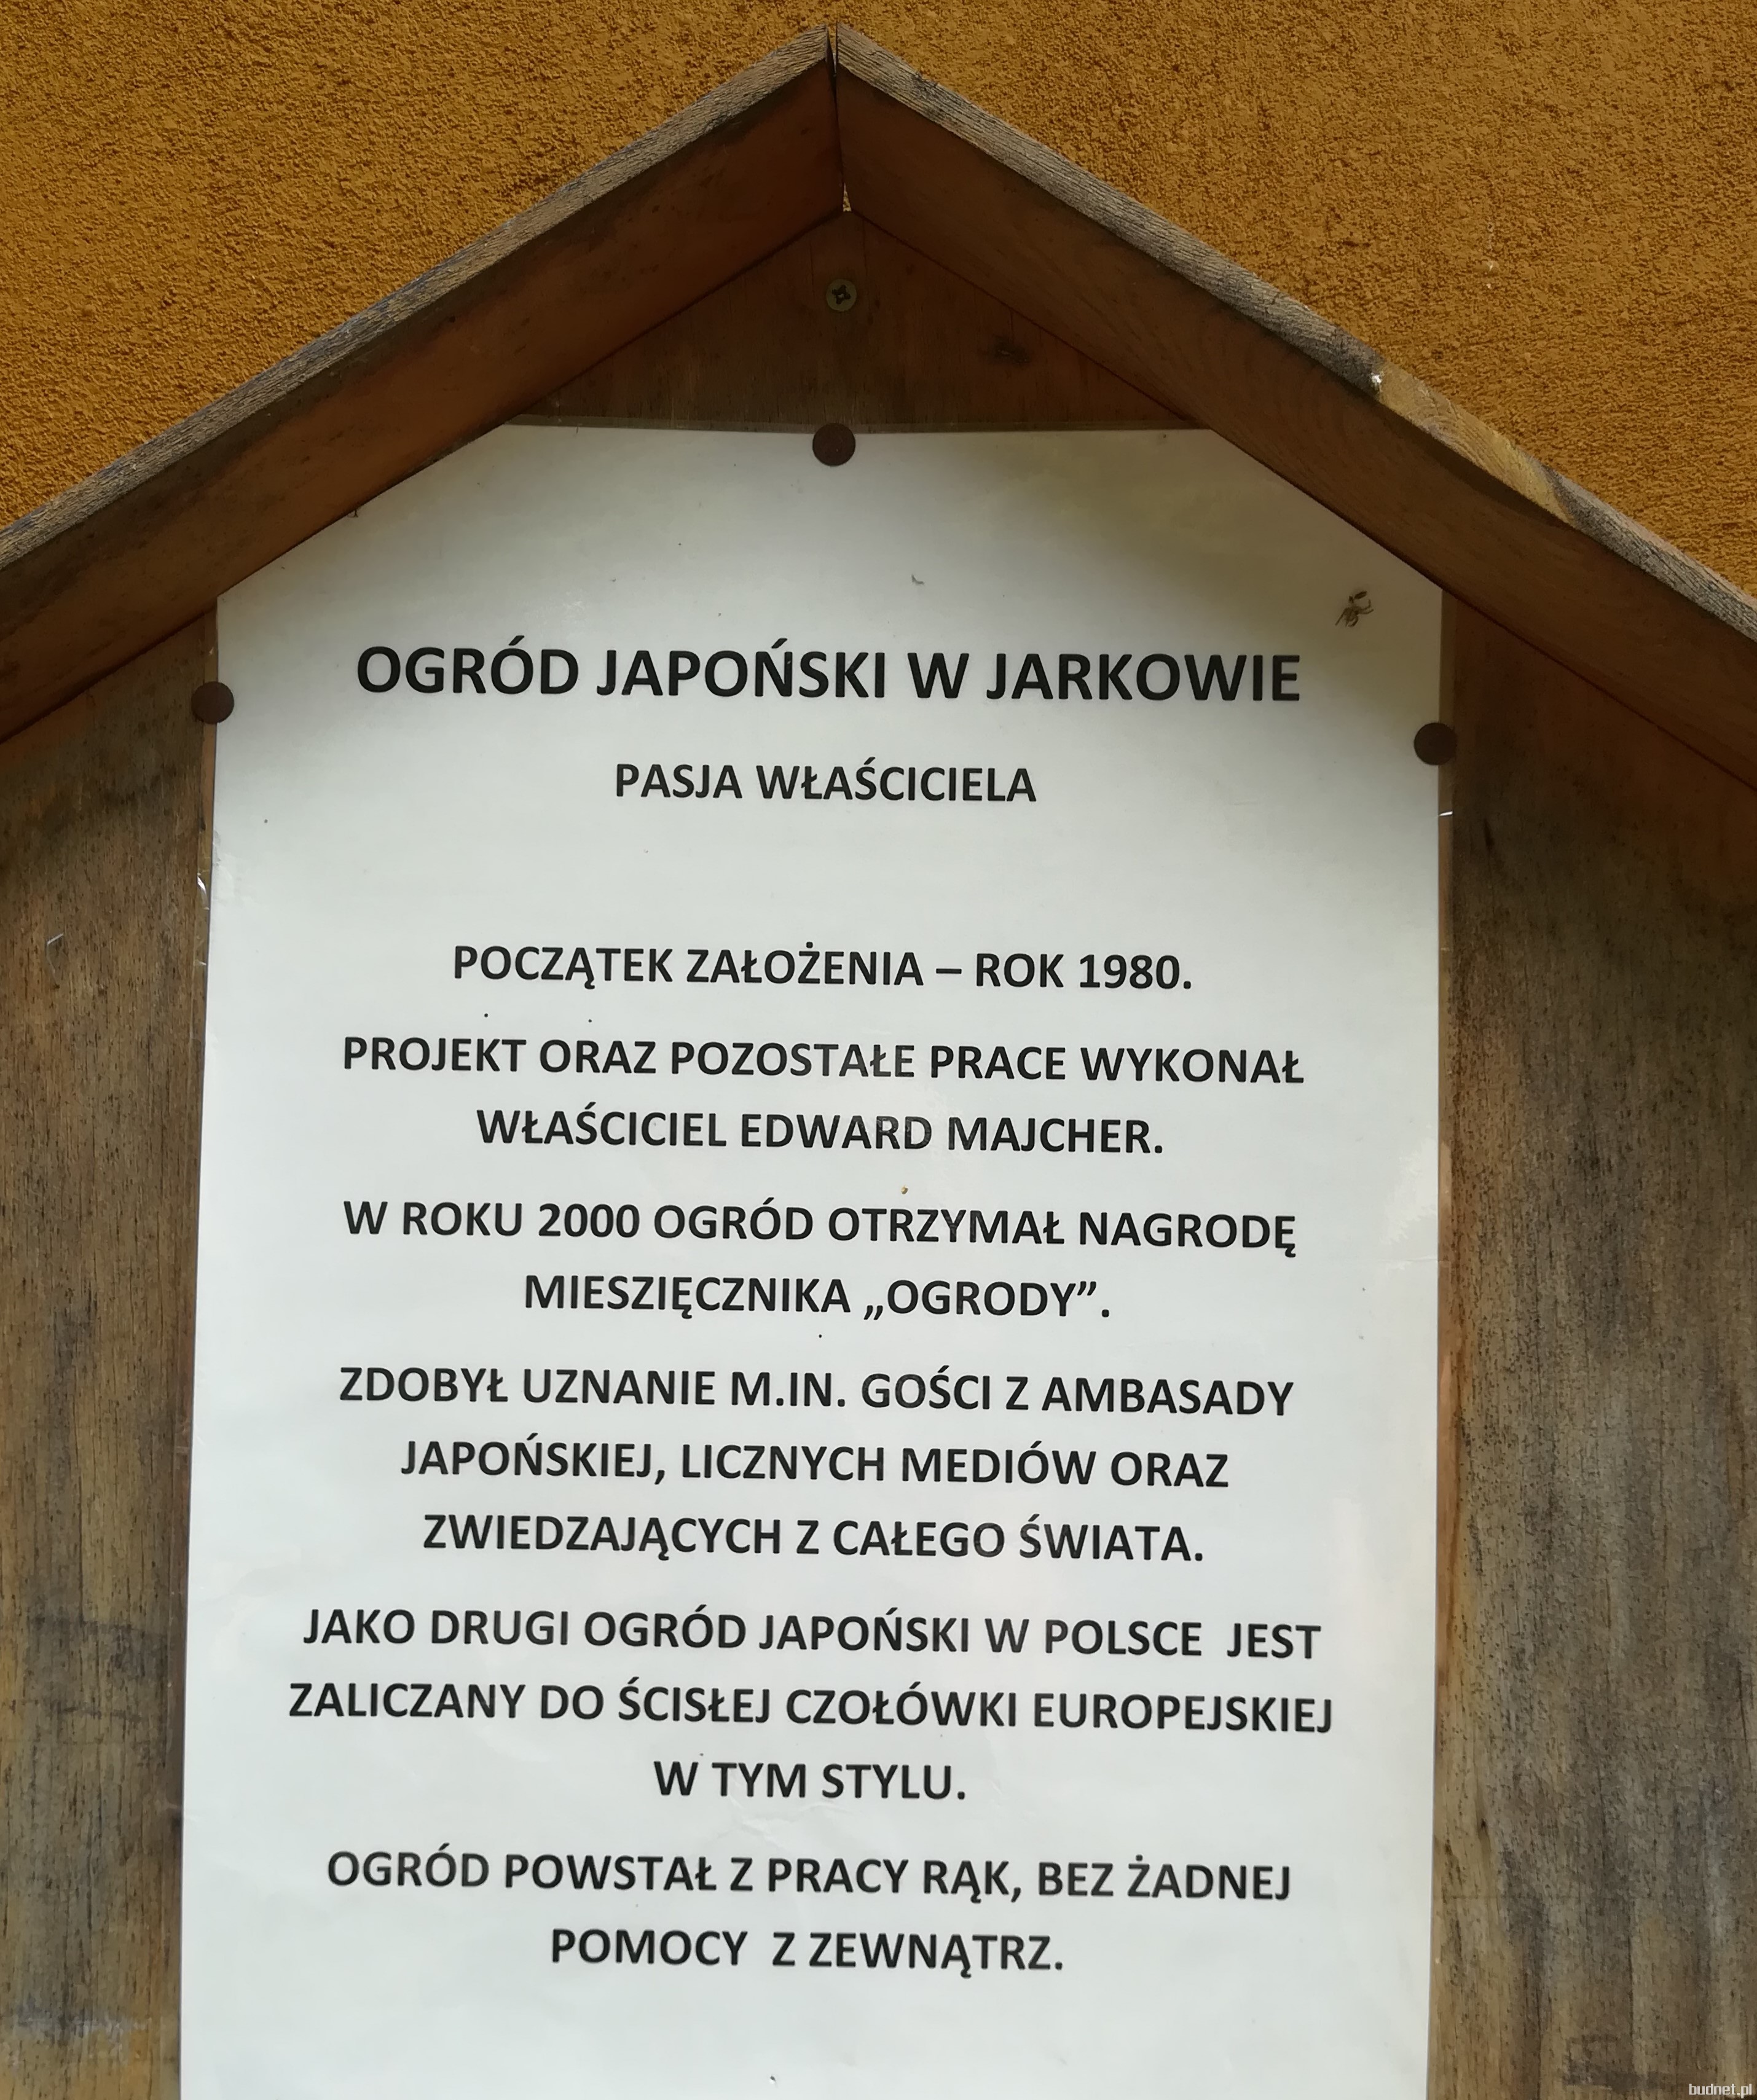 OGRÓD JAPOŃSKI W JARKOWIE
PASJA WŁAŚCICIELA
POCZĄTEK ZAŁOŻENIA – ROK 1980.
PROJEKT ORAZ POZOSTAŁE PRACE WYKONAŁ
WŁAŚCICIEL EDWARD MAJCHER.
W ROKU 2000 OGRÓD OTRZYMAŁ NAGRODĘ
MIESZIĘCZNIKA „OGRODY”.
ZDOBYŁ UZNANIE M.IN. GOŚCI Z AMBASADY
JAPOŃSKIEJ, LICZNYCH MEDIÓW ORAZ
ZWIEDZAJĄCYCH Z CAŁEGO ŚWIATA.
JAKO DRUGI OGRÓD JAPOŃSKI W POLSCE  JEST
ZALICZANY DO ŚCISŁEJ CZOŁÓWKI EUROPEJSKIEJ
W TYM STYLU.
OGRÓD POWSTAŁ Z PRACY RĄK, BEZ ŻADNEJ
POMOCY  Z ZEWNĄTRZ.
budnet.pl